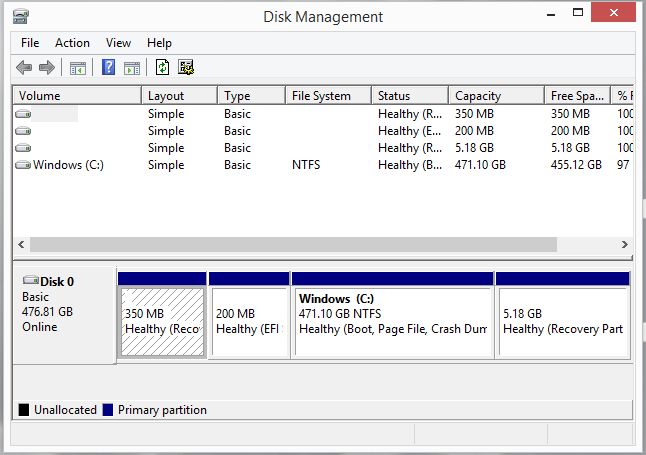 Disk Management
File Action View Help
Volume Layout Type File System Status Capacity Free Spa... % F
Simple Basic Healthy (R... 350 MB 350 MB 100
Simple Basic Healthy (E... 200 MB 200 MB 100
Simple Basic Healthy (R... 5.18 GB 5.18 GB 100
Windows (C:) Simple Basic NTFS Healthy (B... 471.10 GB 455.12 GB 97
Disk 0
Basic
476.81 GB
Online
350 MB
Healthy (Reco
200 MB
Healthy (EFI
Windows (C:)
471.10 GB NTFS
Healthy (Boot, Page File, Crash Dum
5.18 GB
Healthy (Recovery Part
Unallocated Primary partition